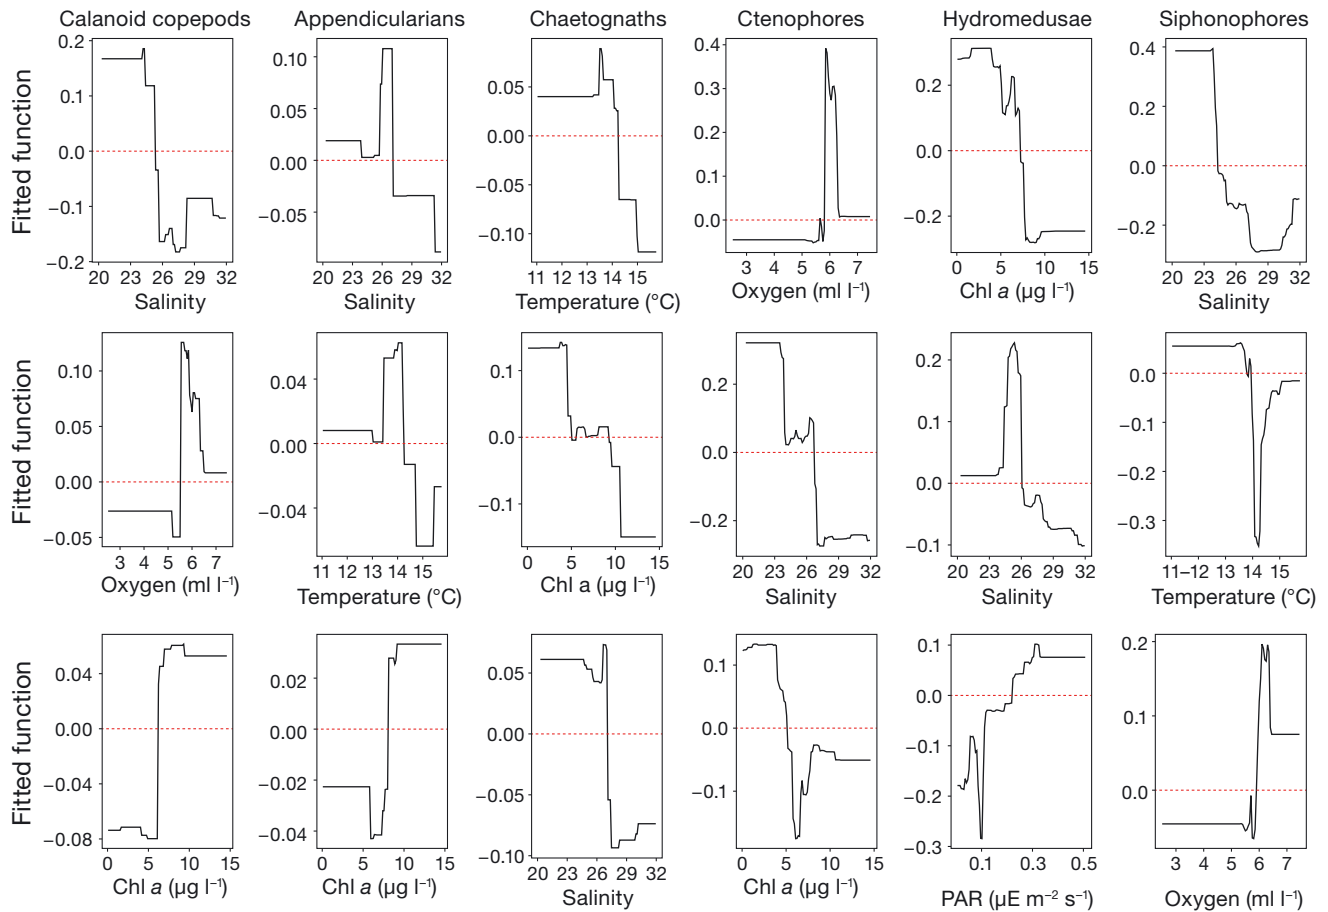 Calanoid copepods Appendicularians Chaetognaths Ctenophores Hydromedusae Siphonophores
Fitted function
0.2 0.1 0.0 −0.1 −0.2
20 23 26 29 32
Salinity
0.10 0.05 0.00 −0.05
20 23 26 29 32
Salinity
0.05 0.00 −0.05 −0.10
11 12 13 14 15
Temperature (°C)
0.4 0.3 0.2 0.1 0.0
3 4 5 6 7
Oxygen (ml l⁻¹)
0.2 0.0 −0.2
0 5 10 15
Chl a (µg l⁻¹)
0.4 0.2 0.0 −0.2
20 23 26 29 32
Salinity
Fitted function
0.10 0.05 0.00 −0.05
3 4 5 6 7
Oxygen (ml l⁻¹)
0.04 0.00 −0.04
11 12 13 14 15
Temperature (°C)
0.1 0.0 −0.1
0 5 10 15
Chl a (µg l⁻¹)
0.2 0.0 −0.2
20 23 26 29 32
Salinity
0.2 0.1 0.0 −0.1
20 23 26 29 32
Salinity
0.0 −0.1 −0.2 −0.3
11–12 13 14 15
Temperature (°C)
Fitted function
0.04 0.00 −0.04 −0.08
0 5 10 15
Chl a (µg l⁻¹)
0.02 0.00 −0.02 −0.04
0 5 10 15
Chl a (µg l⁻¹)
0.05 0.00 −0.05 −0.10
20 23 26 29 32
Salinity
0.1 0.0 −0.1
0 5 10 15
Chl a (µg l⁻¹)
0.1 0.0 −0.1 −0.2 −0.3
0.1 0.3 0.5
PAR (µE m⁻² s⁻¹)
0.2 0.1 0.0
3 4 5 6 7
Oxygen (ml l⁻¹)